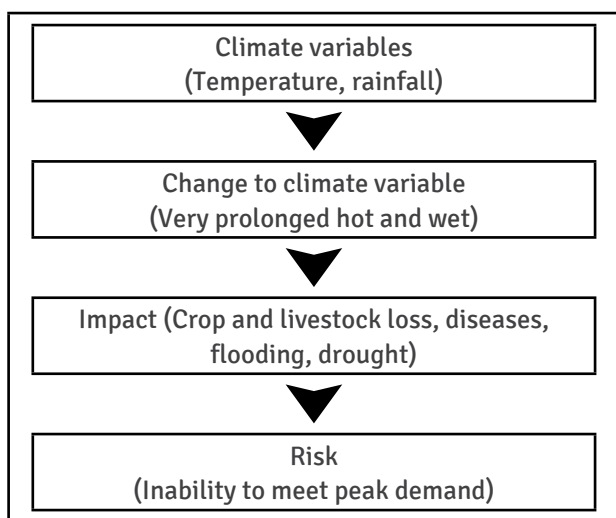 Climate variables
(Temperature, rainfall)
Change to climate variable
(Very prolonged hot and wet)
Impact (Crop and livestock loss, diseases,
flooding, drought)
Risk
(Inability to meet peak demand)